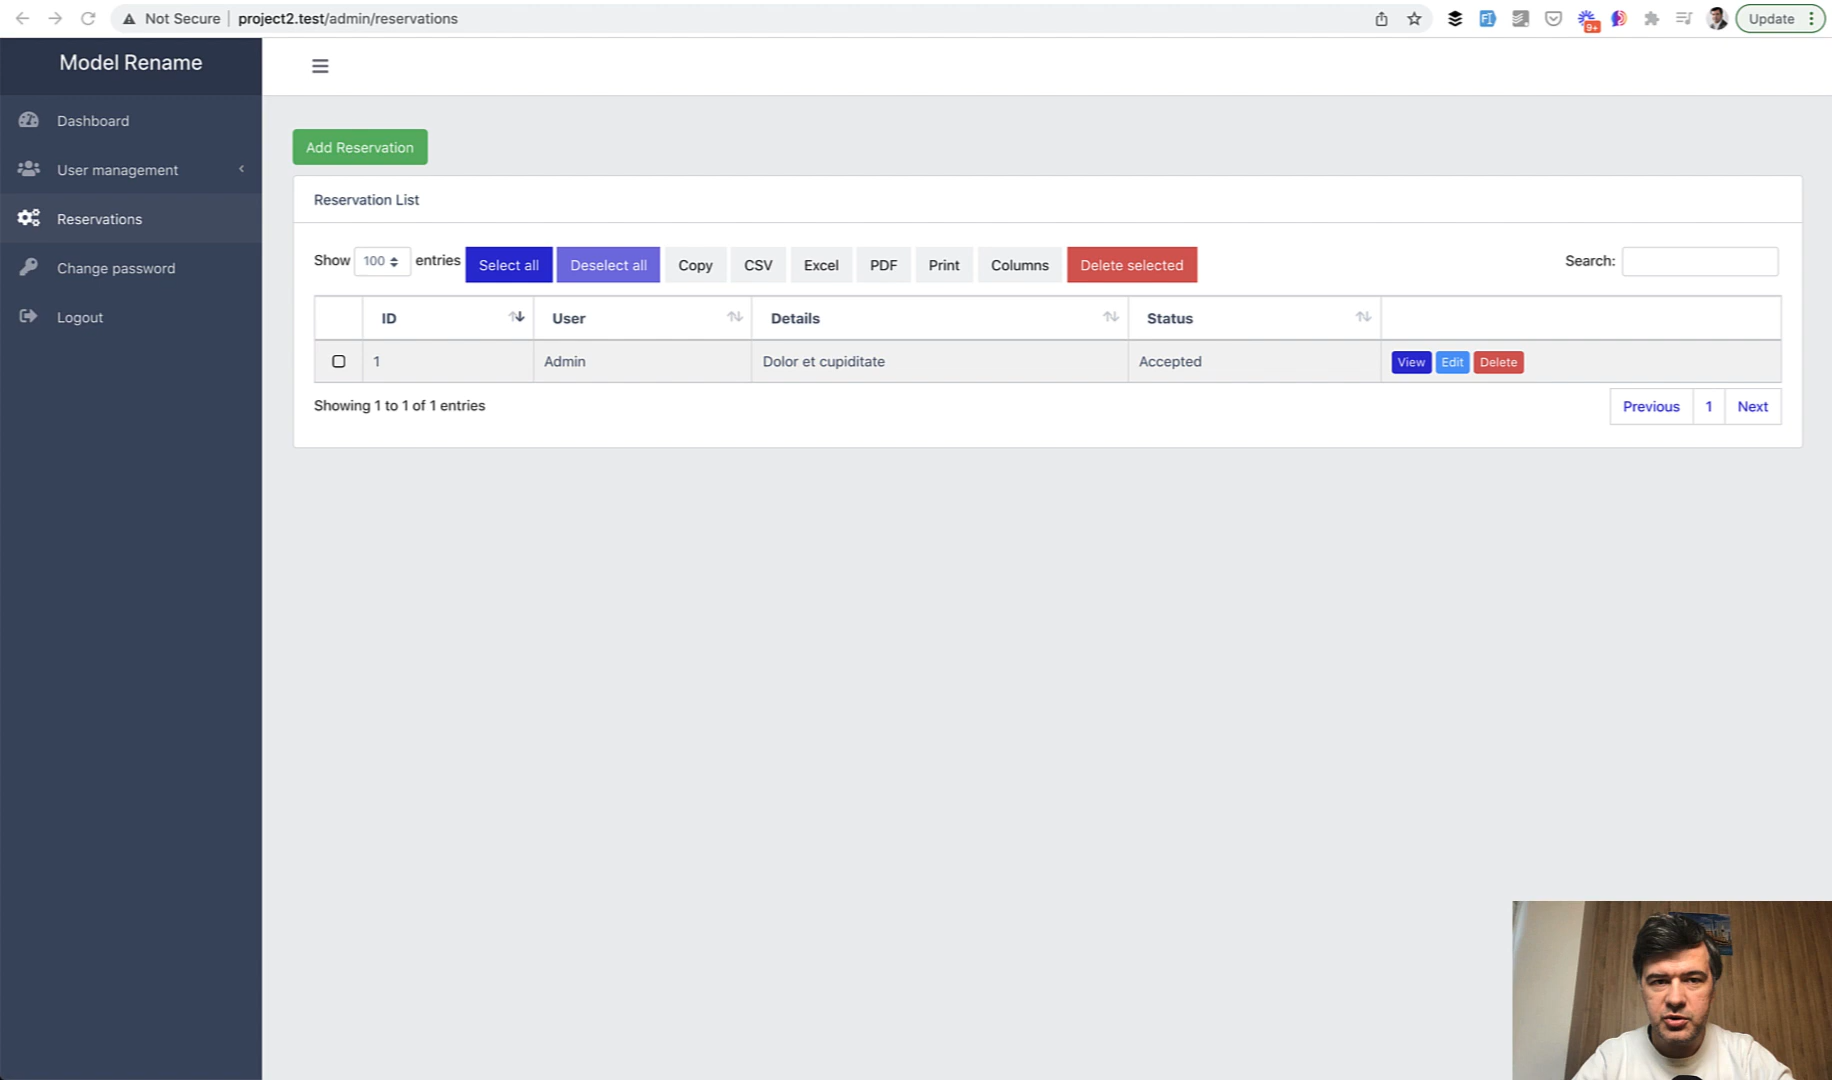 Not Secure | project2.test/admin/reservations
9+
Update
Model Rename
Dashboard
User management
Reservations
Change password
Logout
Add Reservation
Reservation List
Show 100 entries Select all Deselect all Copy CSV Excel PDF Print Columns Delete selected Search:
ID User Details Status
1 Admin Dolor et cupiditate Accepted View Edit Delete
Showing 1 to 1 of 1 entries Previous 1 Next